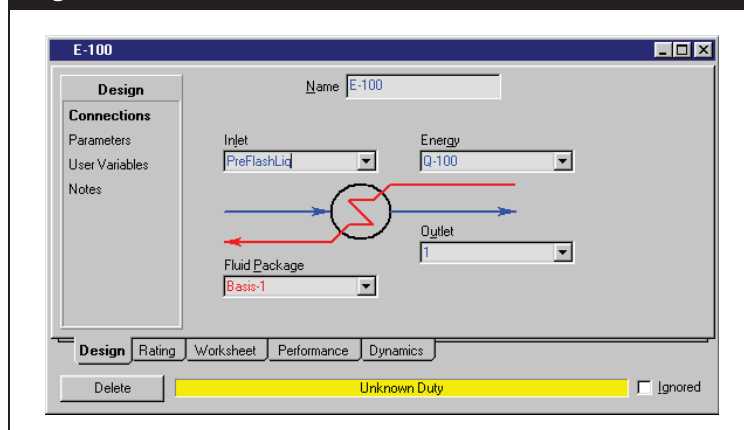 E-100
Design
Connections
Parameters
User Variables
Notes
Name E-100
Inlet
PreFlashLiq
Energy
Q-100
Outlet
1
Fluid Package
Basis-1
Design Rating Worksheet Performance Dynamics
Delete Unknown Duty Ignored